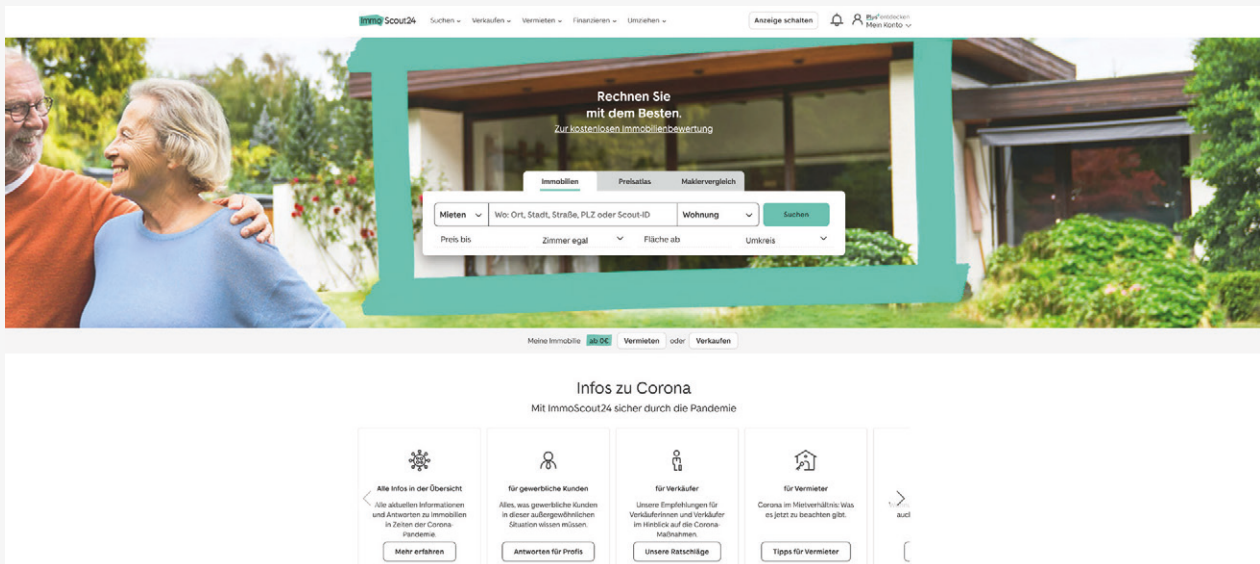 Immo Scout24 Suchen Verkaufen Vermieten Finanzieren Umziehen Anzeige schalten
Plus+ entdecken
Mein Konto
Rechnen Sie
mit dem Besten.
Zur kostenlosen Immobilienbewertung
Immobilien Preisatlas Maklervergleich
Mieten Wo: Ort, Stadt, Straße, PLZ oder Scout-ID Wohnung Suchen
Preis bis Zimmer egal Fläche ab Umkreis
Meine Immobilie ab 0€ Vermieten oder Verkaufen
Infos zu Corona
Mit ImmoScout24 sicher durch die Pandemie
Alle Infos in der Übersicht
Alle aktuellen Informationen
und Antworten zu Immobilien
in Zeiten der Corona-
Pandemie.
Mehr erfahren
für gewerbliche Kunden
Alles, was gewerbliche Kunden
in dieser außergewöhnlichen
Situation wissen müssen.
Antworten für Profis
für Verkäufer
Unsere Empfehlungen für
Verkäuferinnen und Verkäufer
im Hinblick auf die Corona-
Maßnahmen.
Unsere Ratschläge
für Vermieter
Corona im Mietverhältnis: Was
es jetzt zu beachten gibt.
Tipps für Vermieter